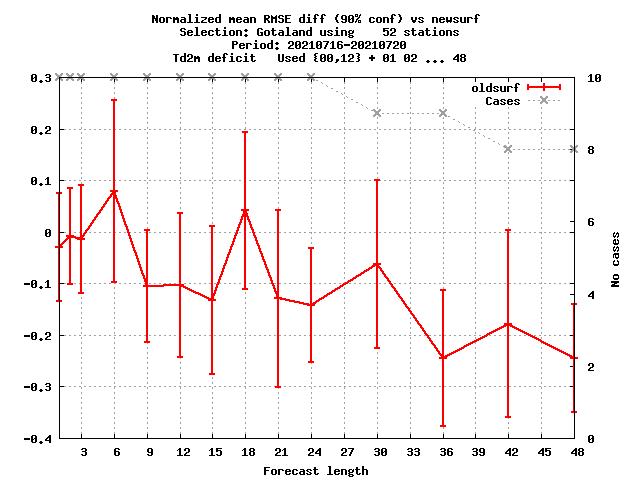 Normalized mean RMSE diff (90% conf) vs newsurf
Selection: Gotaland using    52 stations
Period: 20210716-20210720
Td2m deficit   Used {00,12} + 01 02 ... 48
oldsurf
Cases
0.3
0.2
0.1
0
-0.1
-0.2
-0.3
-0.4
10
8
6
4
2
0
No cases
3 6 9 12 15 18 21 24 27 30 33 36 39 42 45 48
Forecast length